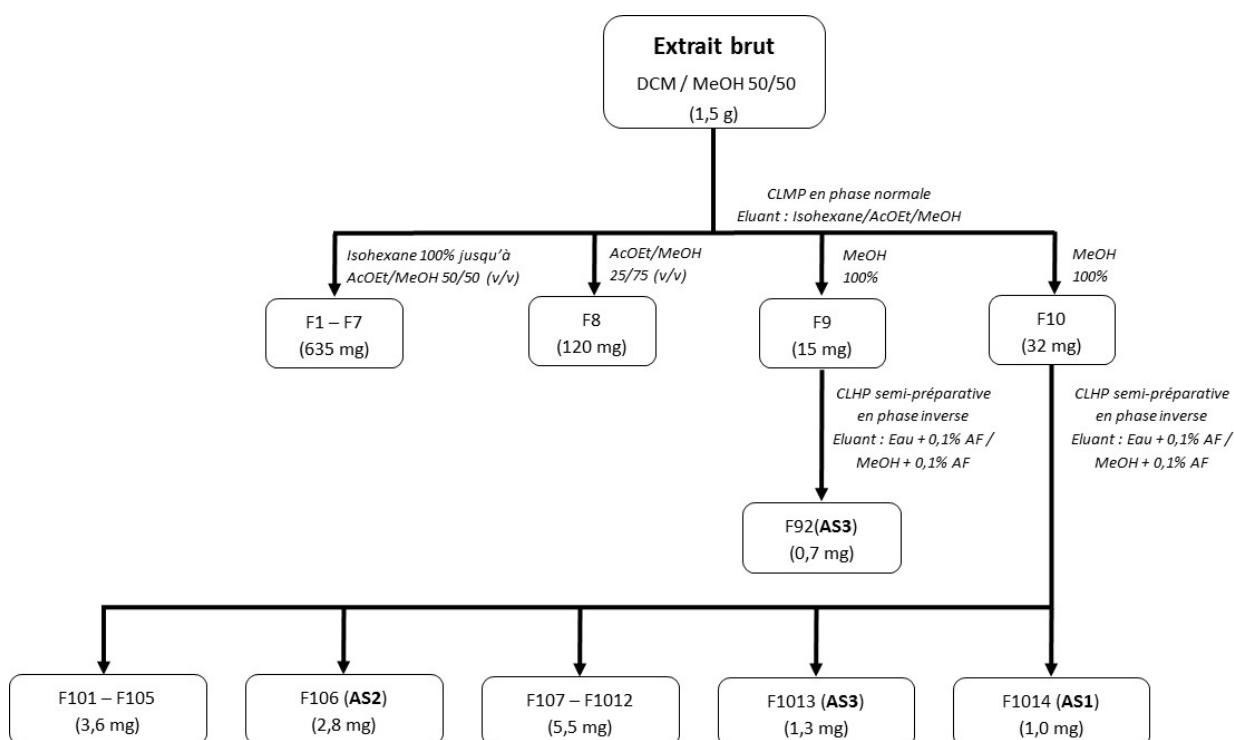 Extrait brut
DCM / MeOH 50/50
(1,5 g)
CLMP en phase normale
Eluant : Isohexane/AcOEt/MeOH
Isohexane 100% jusqu'à
AcOEt/MeOH 50/50 (v/v)
AcOEt/MeOH
25/75 (v/v)
MeOH
100%
MeOH
100%
F1 – F7
(635 mg)
F8
(120 mg)
F9
(15 mg)
F10
(32 mg)
CLHP semi-préparative
en phase inverse
Eluant : Eau + 0,1% AF /
MeOH + 0,1% AF
CLHP semi-préparative
en phase inverse
Eluant : Eau + 0,1% AF /
MeOH + 0,1% AF
F92(AS3)
(0,7 mg)
F101 – F105
(3,6 mg)
F106 (AS2)
(2,8 mg)
F107 – F1012
(5,5 mg)
F1013 (AS3)
(1,3 mg)
F1014 (AS1)
(1,0 mg)